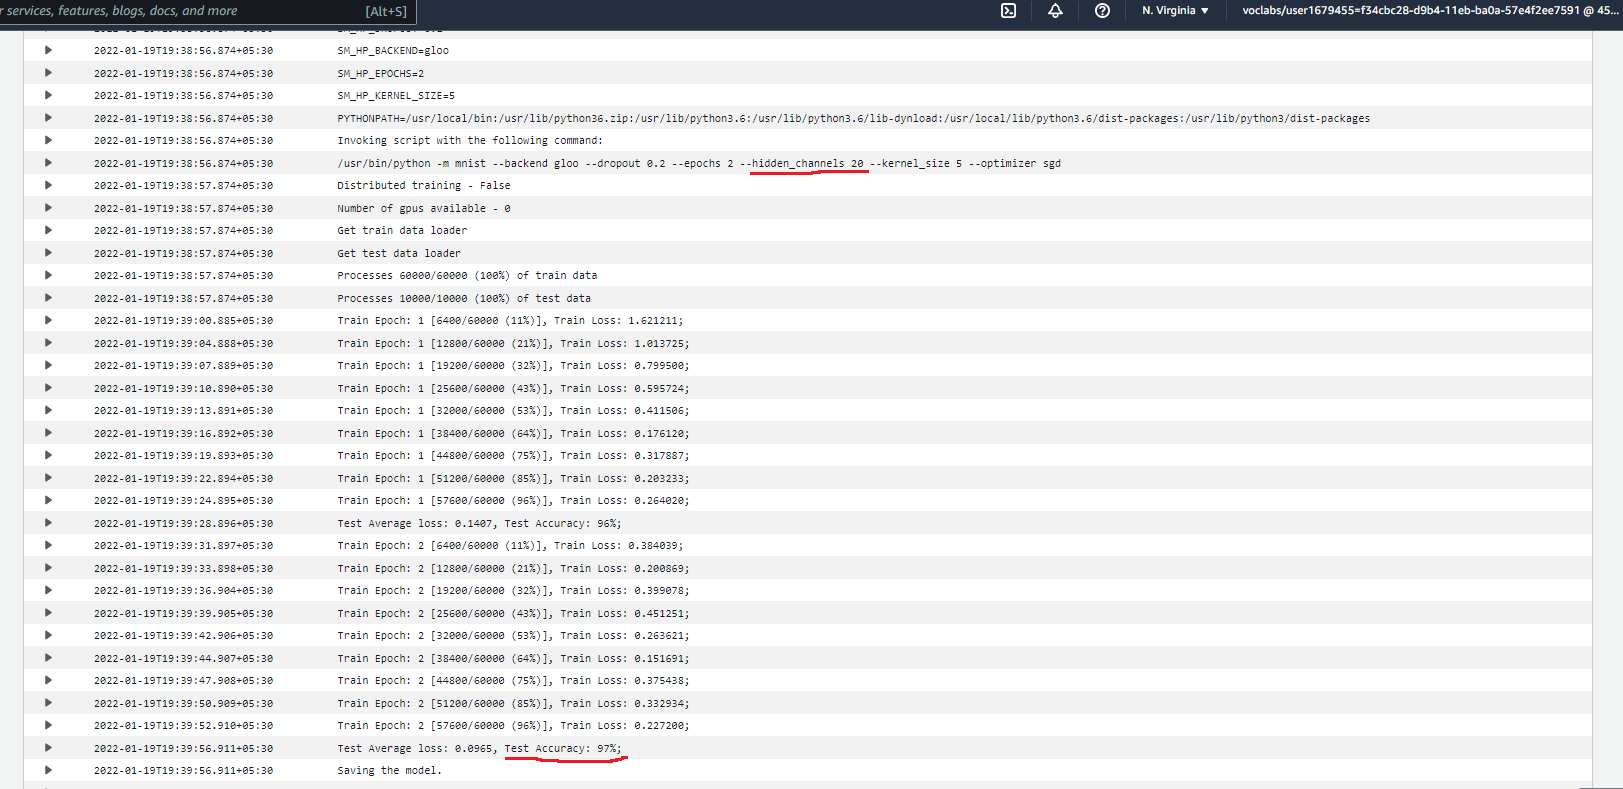 r services, features, blogs, docs, and more [Alt+S] N. Virginia ▼ voclabs/user1679455=f34cbc28-d9b4-11eb-ba0a-57e4f2ee7591 @ 45...
2022-01-19T19:38:56.874+05:30 SM_HP_BACKEND=gloo
2022-01-19T19:38:56.874+05:30 SM_HP_EPOCHS=2
2022-01-19T19:38:56.874+05:30 SM_HP_KERNEL_SIZE=5
2022-01-19T19:38:56.874+05:30 PYTHONPATH=/usr/local/bin:/usr/lib/python36.zip:/usr/lib/python3.6:/usr/lib/python3.6/lib-dynload:/usr/local/lib/python3.6/dist-packages:/usr/lib/python3/dist-packages
2022-01-19T19:38:56.874+05:30 Invoking script with the following command:
2022-01-19T19:38:56.874+05:30 /usr/bin/python -m mnist --backend gloo --dropout 0.2 --epochs 2 --hidden_channels 20 --kernel_size 5 --optimizer sgd
2022-01-19T19:38:57.874+05:30 Distributed training - False
2022-01-19T19:38:57.874+05:30 Number of gpus available - 0
2022-01-19T19:38:57.874+05:30 Get train data loader
2022-01-19T19:38:57.874+05:30 Get test data loader
2022-01-19T19:38:57.874+05:30 Processes 60000/60000 (100%) of train data
2022-01-19T19:38:57.874+05:30 Processes 10000/10000 (100%) of test data
2022-01-19T19:39:00.885+05:30 Train Epoch: 1 [6400/60000 (11%)], Train Loss: 1.621211;
2022-01-19T19:39:04.888+05:30 Train Epoch: 1 [12800/60000 (21%)], Train Loss: 1.013725;
2022-01-19T19:39:07.889+05:30 Train Epoch: 1 [19200/60000 (32%)], Train Loss: 0.799500;
2022-01-19T19:39:10.890+05:30 Train Epoch: 1 [25600/60000 (43%)], Train Loss: 0.595724;
2022-01-19T19:39:13.891+05:30 Train Epoch: 1 [32000/60000 (53%)], Train Loss: 0.411506;
2022-01-19T19:39:16.892+05:30 Train Epoch: 1 [38400/60000 (64%)], Train Loss: 0.176120;
2022-01-19T19:39:19.893+05:30 Train Epoch: 1 [44800/60000 (75%)], Train Loss: 0.317887;
2022-01-19T19:39:22.894+05:30 Train Epoch: 1 [51200/60000 (85%)], Train Loss: 0.203233;
2022-01-19T19:39:24.895+05:30 Train Epoch: 1 [57600/60000 (96%)], Train Loss: 0.264020;
2022-01-19T19:39:28.896+05:30 Test Average loss: 0.1407, Test Accuracy: 96%;
2022-01-19T19:39:31.897+05:30 Train Epoch: 2 [6400/60000 (11%)], Train Loss: 0.384039;
2022-01-19T19:39:33.898+05:30 Train Epoch: 2 [12800/60000 (21%)], Train Loss: 0.200869;
2022-01-19T19:39:36.904+05:30 Train Epoch: 2 [19200/60000 (32%)], Train Loss: 0.399078;
2022-01-19T19:39:39.905+05:30 Train Epoch: 2 [25600/60000 (43%)], Train Loss: 0.451251;
2022-01-19T19:39:42.906+05:30 Train Epoch: 2 [32000/60000 (53%)], Train Loss: 0.263621;
2022-01-19T19:39:44.907+05:30 Train Epoch: 2 [38400/60000 (64%)], Train Loss: 0.151691;
2022-01-19T19:39:47.908+05:30 Train Epoch: 2 [44800/60000 (75%)], Train Loss: 0.375438;
2022-01-19T19:39:50.909+05:30 Train Epoch: 2 [51200/60000 (85%)], Train Loss: 0.332934;
2022-01-19T19:39:52.910+05:30 Train Epoch: 2 [57600/60000 (96%)], Train Loss: 0.227200;
2022-01-19T19:39:56.911+05:30 Test Average loss: 0.0965, Test Accuracy: 97%;
2022-01-19T19:39:56.911+05:30 Saving the model.